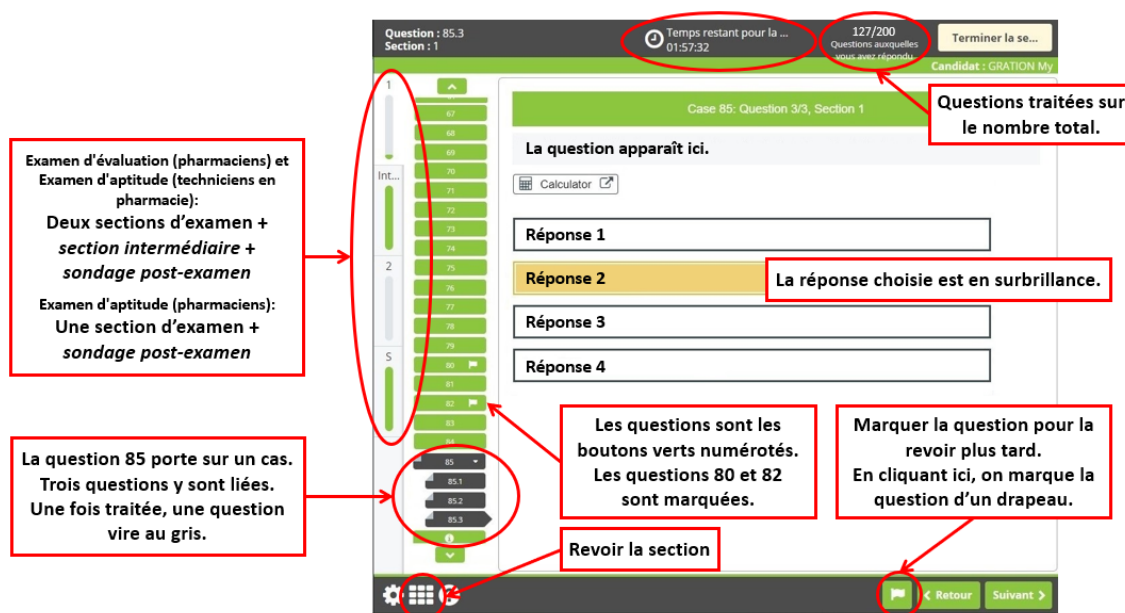 Question : 85.3
Section : 1
Temps restant pour la ...
01:57:32
127/200
Questions auxquelles
vous avez répondu
Terminer la se...
Candidat : GRATION My
1
Int...
2
S
67
68
69
70
71
72
73
74
75
76
77
78
79
80
81
82
83
84
85
85.1
85.2
85.3
Case 85: Question 3/3, Section 1
La question apparaît ici.
Calculator
Réponse 1
Réponse 2
Réponse 3
Réponse 4
Questions traitées sur
le nombre total.
La réponse choisie est en surbrillance.
Examen d'évaluation (pharmaciens) et
Examen d'aptitude (techniciens en
pharmacie):
Deux sections d’examen +
section intermédiaire +
sondage post-examen
Examen d'aptitude (pharmaciens):
Une section d’examen +
sondage post-examen
La question 85 porte sur un cas.
Trois questions y sont liées.
Une fois traitée, une question
vire au gris.
Les questions sont les
boutons verts numérotés.
Les questions 80 et 82
sont marquées.
Marquer la question pour la
revoir plus tard.
En cliquant ici, on marque la
question d’un drapeau.
Revoir la section
Retour
Suivant